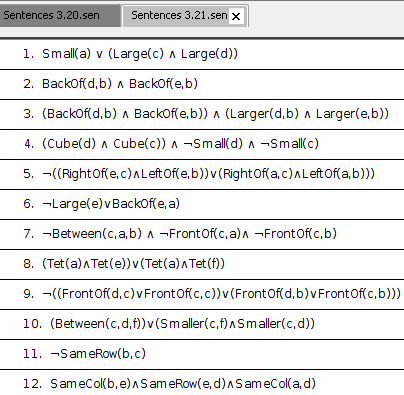 Sentences 3.20.sen Sentences 3.21.sen
1. Small(a) ∨ (Large(c) ∧ Large(d))
2. BackOf(d,b) ∧ BackOf(e,b)
3. (BackOf(d,b) ∧ BackOf(e,b)) ∧ (Larger(d,b) ∧ Larger(e,b))
4. (Cube(d) ∧ Cube(c)) ∧ ¬Small(d) ∧ ¬Small(c)
5. ¬((RightOf(e,c)∧LeftOf(e,b))∨(RightOf(a,c)∧LeftOf(a,b)))
6. ¬Large(e)∨BackOf(e,a)
7. ¬Between(c,a,b) ∧ ¬FrontOf(c,a)∧ ¬FrontOf(c,b)
8. (Tet(a)∧Tet(e))∨(Tet(a)∧Tet(f))
9. ¬((FrontOf(d,c)∨FrontOf(c,c))∨(FrontOf(d,b)∨FrontOf(c,b)))
10. (Between(c,d,f))∨(Smaller(c,f)∧Smaller(c,d))
11. ¬SameRow(b,c)
12. SameCol(b,e)∧SameRow(e,d)∧SameCol(a,d)